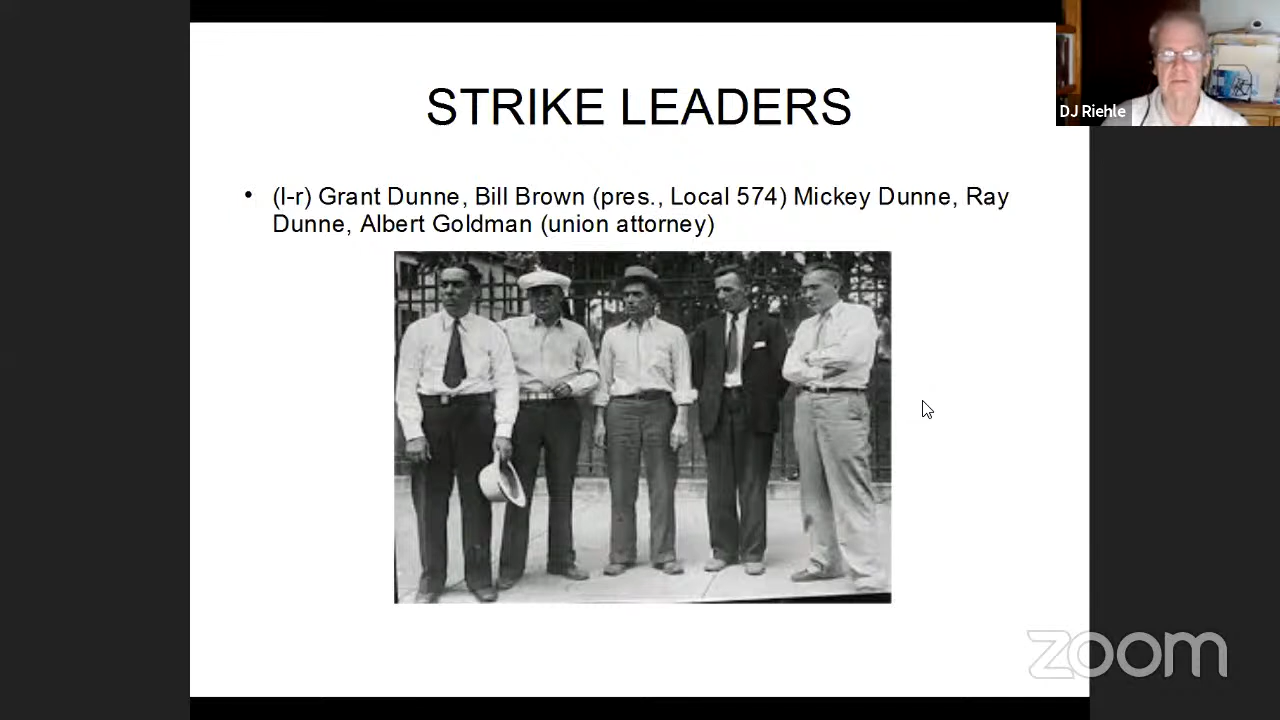 STRIKE LEADERS
DJ Riehle
• (l-r) Grant Dunne, Bill Brown (pres., Local 574) Mickey Dunne, Ray
Dunne, Albert Goldman (union attorney)
zoom